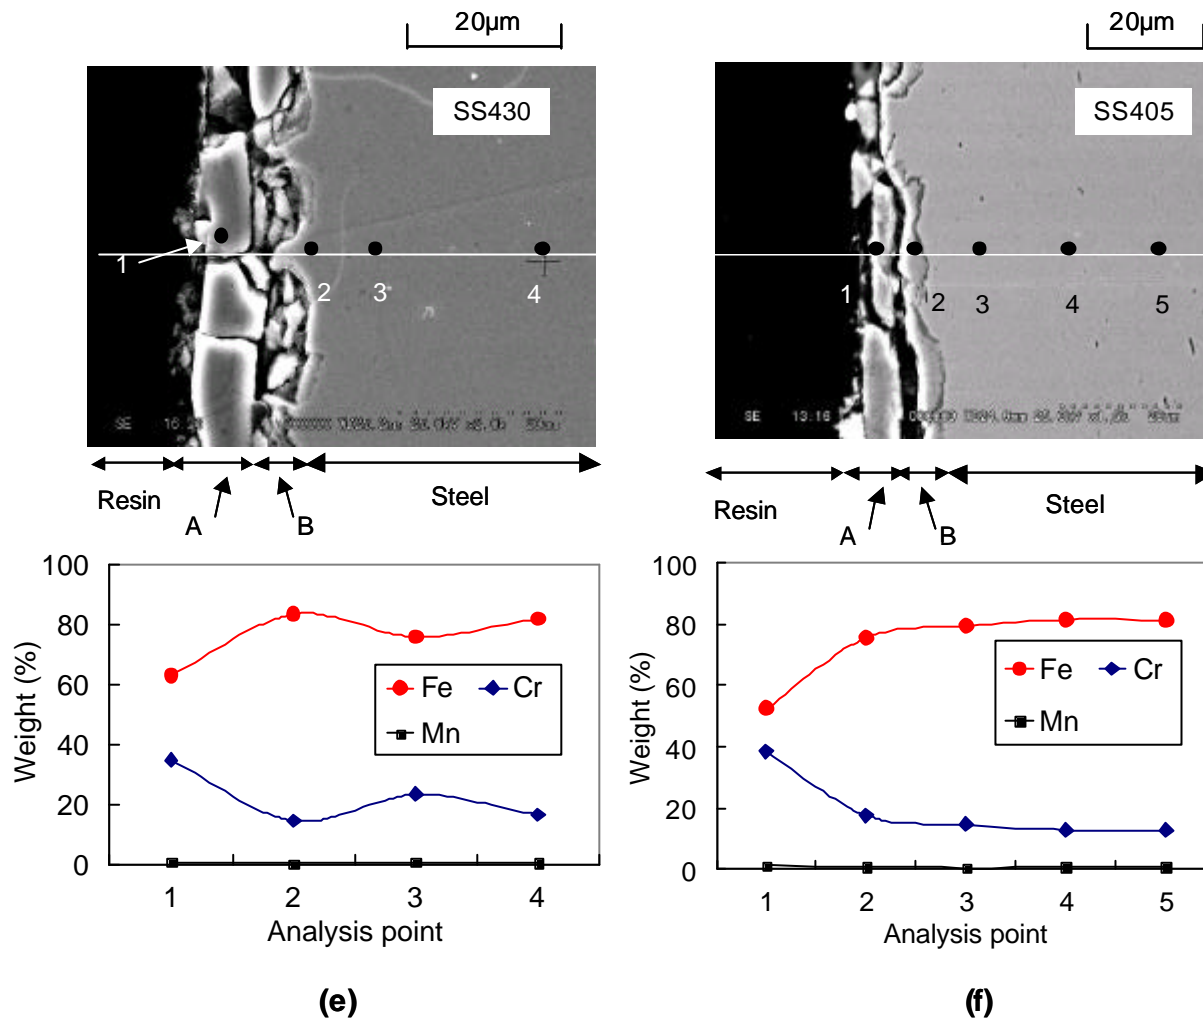 20µm
SS430
1
2
3
4
Resin
A
B
Steel
100
80
60
40
20
0
Weight (%)
Fe
Cr
Mn
1 2 3 4
Analysis point
(e)
20µm
SS405
1
2
3
4
5
SE 13:16
Resin
A
B
Steel
100
80
60
40
20
0
Weight (%)
Fe
Cr
Mn
1 2 3 4 5
Analysis point
(f)